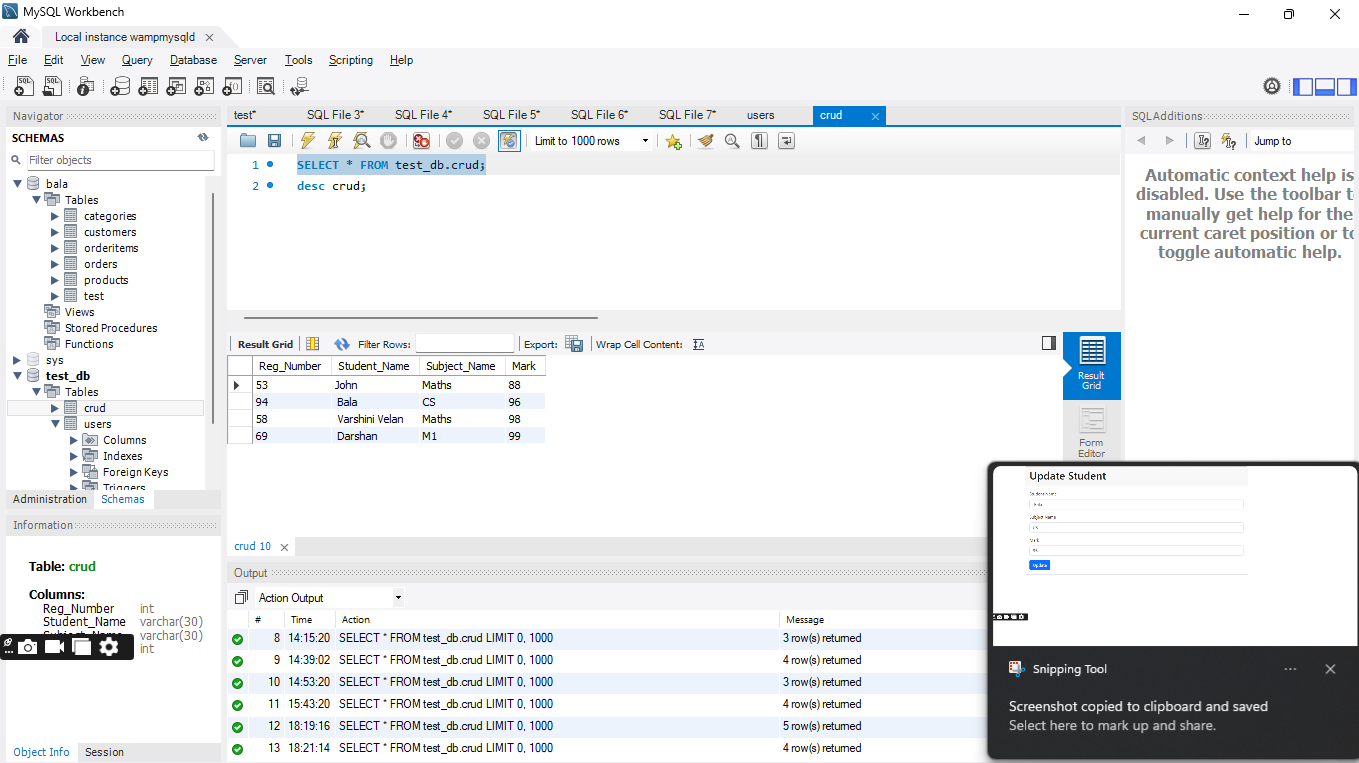 MySQL Workbench
Local instance wampmysqld
File Edit View Query Database Server Tools Scripting Help
Navigator
SCHEMAS
Filter objects
bala
Tables
categories
customers
orderitems
orders
products
test
Views
Stored Procedures
Functions
sys
test_db
Tables
crud
users
Columns
Indexes
Foreign Keys
Triggers
Administration Schemas
Information
Table: crud
Columns:
Reg_Number int
Student_Name varchar(30)
Subject_Name varchar(30)
int
Object Info Session
test* SQL File 3* SQL File 4* SQL File 5* SQL File 6* SQL File 7* users crud
Limit to 1000 rows
1 SELECT * FROM test_db.crud;
2 desc crud;
Result Grid Filter Rows: Export: Wrap Cell Content:
Reg_Number Student_Name Subject_Name Mark
53 John Maths 88
94 Bala CS 96
58 Varshini Velan Maths 98
69 Darshan M1 99
Result
Grid
Form
Editor
crud 10
Output
Action Output
# Time Action Message
8 14:15:20 SELECT * FROM test_db.crud LIMIT 0, 1000 3 row(s) returned
9 14:39:02 SELECT * FROM test_db.crud LIMIT 0, 1000 4 row(s) returned
10 14:53:20 SELECT * FROM test_db.crud LIMIT 0, 1000 3 row(s) returned
11 15:43:20 SELECT * FROM test_db.crud LIMIT 0, 1000 4 row(s) returned
12 18:19:16 SELECT * FROM test_db.crud LIMIT 0, 1000 5 row(s) returned
13 18:21:14 SELECT * FROM test_db.crud LIMIT 0, 1000 4 row(s) returned
SQLAdditions
Jump to
Automatic context help is
disabled. Use the toolbar t
manually get help for the
current caret position or to
toggle automatic help.
Update Student
Student Name
Bala
Subject Name
CS
Mark
Update
Snipping Tool
Screenshot copied to clipboard and saved
Select here to mark up and share.